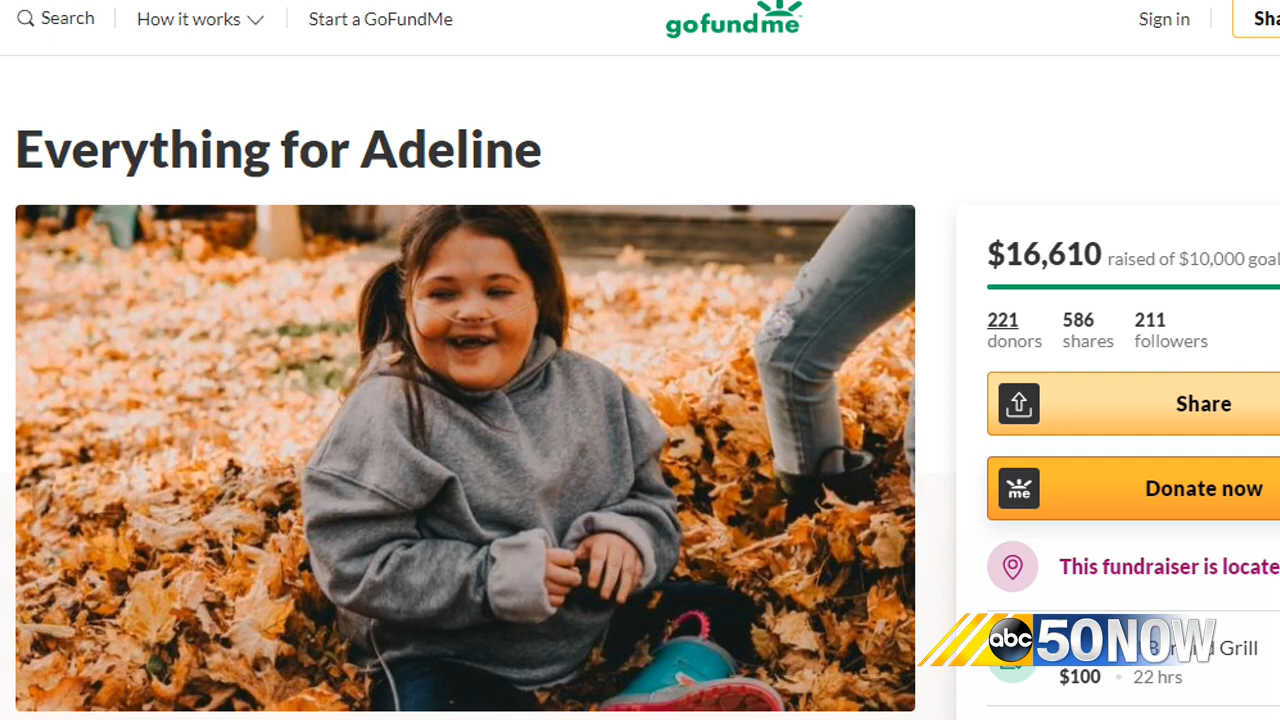 Search
How it works
Start a GoFundMe
gofundme
Sign in
Everything for Adeline
$16,610 raised of $10,000 goal
221 586 211
donors shares followers
Share
me Donate now
This fundraiser is locate
abc 50NOW
Grill
$100 • 22 hrs